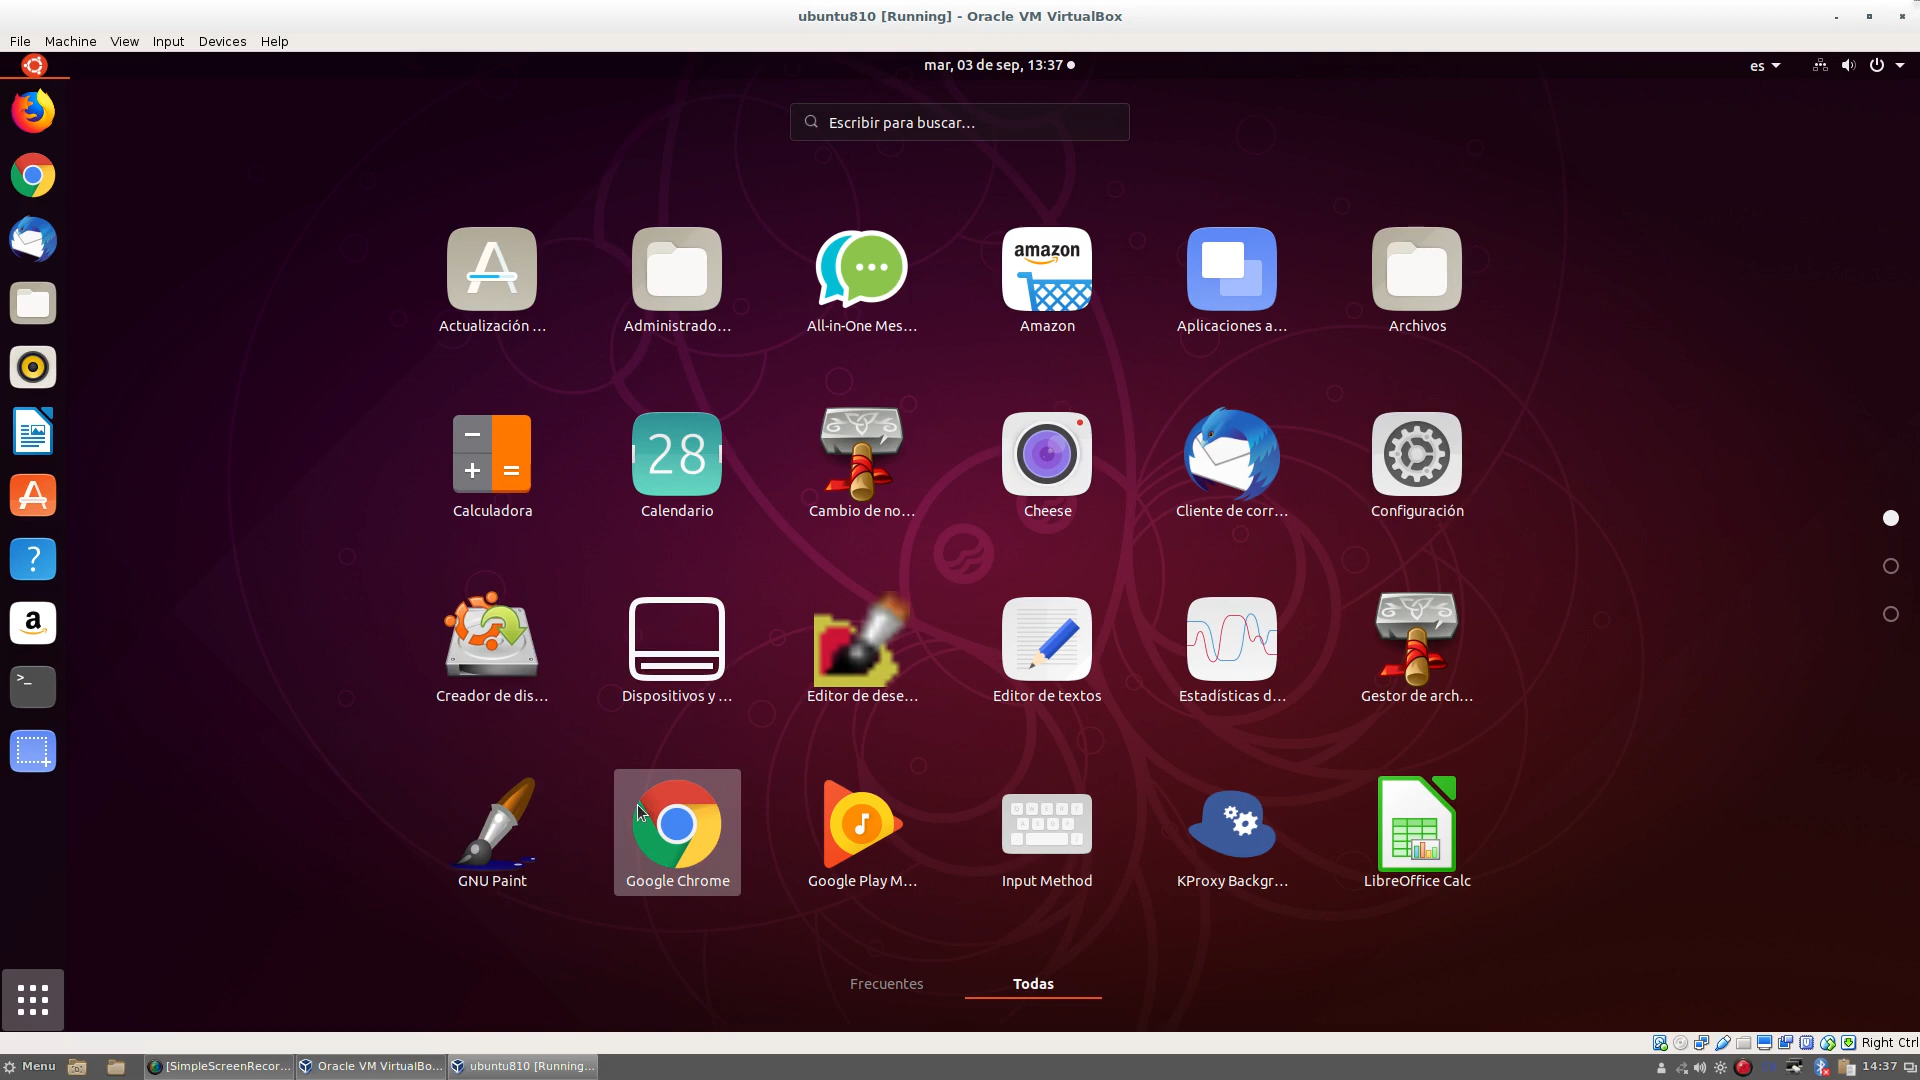 ubuntu810 [Running] - Oracle VM VirtualBox
File Machine View Input Devices Help
mar, 03 de sep, 13:37
es
Escribir para buscar...
amazon
Actualización ...
Administrado...
All-in-One Mes...
Amazon
Aplicaciones a...
Archivos
28
Calculadora
Calendario
Cambio de no...
Cheese
Cliente de corr...
Configuración
Creador de dis...
Dispositivos y ...
Editor de dese...
Editor de textos
Estadísticas d...
Gestor de arch...
GNU Paint
Google Chrome
Google Play M...
Input Method
KProxy Backgr...
LibreOffice Calc
Frecuentes
Todas
Right Ctrl
Menu
[SimpleScreenRecor...
Oracle VM VirtualBo...
ubuntu810 [Running...
14:37